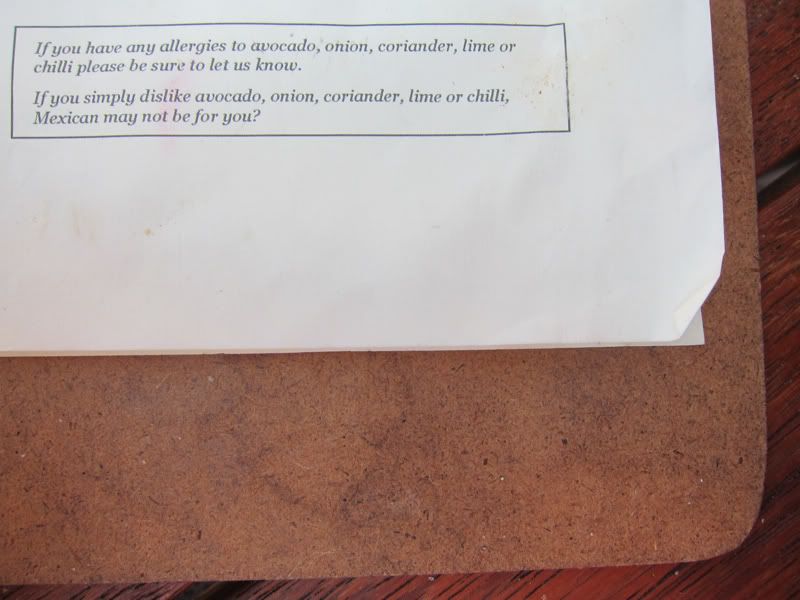 If you have any allergies to avocado, onion, coriander, lime or
chilli please be sure to let us know.
If you simply dislike avocado, onion, coriander, lime or chilli,
Mexican may not be for you?